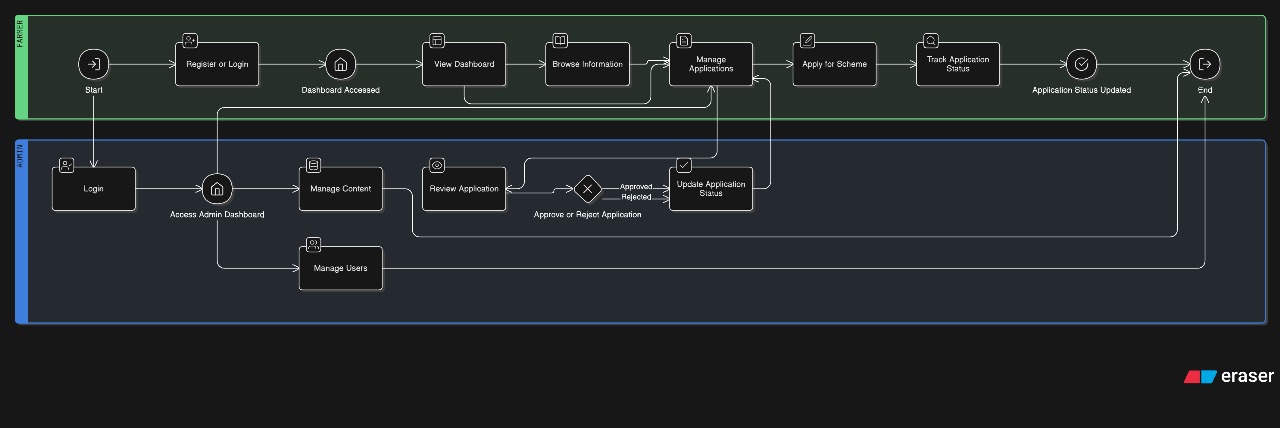 FARMER
Start
Register or Login
Dashboard Accessed
View Dashboard
Browse Information
Manage
Applications
Apply for Scheme
Track Application
Status
Application Status Updated
End
ADMIN
Login
Access Admin Dashboard
Manage Content
Review Application
Approve or Reject Application
Approved
Rejected
Update Application
Status
Manage Users
eraser